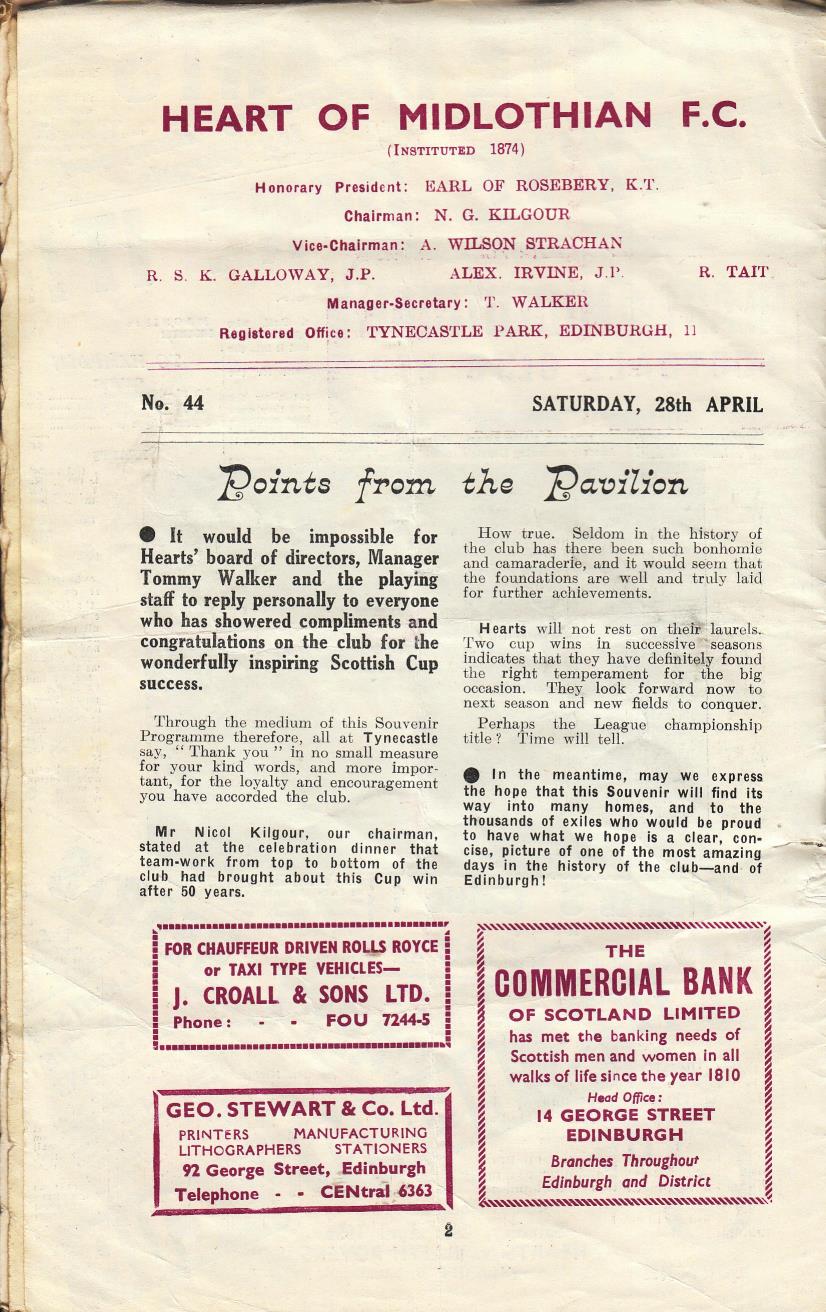 HEART OF MIDLOTHIAN F.C.
(INSTITUTED 1874)
Honorary President: EARL OF ROSEBERY, K.T.
Chairman: N. G. KILGOUR
Vice-Chairman: A. WILSON STRACHAN
R. S. K. GALLOWAY, J.P. ALEX. IRVINE, J.P. R. TAIT
Manager-Secretary: T. WALKER
Registered Office: TYNECASTLE PARK, EDINBURGH, 11
No. 44 SATURDAY, 28th APRIL
Points from the Pavilion
● It would be impossible for
Hearts' board of directors, Manager
Tommy Walker and the playing
staff to reply personally to everyone
who has showered compliments and
congratulations on the club for the
wonderfully inspiring Scottish Cup
success.
Through the medium of this Souvenir
Programme therefore, all at Tynecastle
say, "Thank you" in no small measure
for your kind words, and more impor-
tant, for the loyalty and encouragement
you have accorded the club.
Mr Nicol Kilgour, our chairman,
stated at the celebration dinner that
team-work from top to bottom of the
club had brought about this Cup win
after 50 years.
How true. Seldom in the history of
the club has there been such bonhomie
and camaraderie, and it would seem that
the foundations are well and truly laid
for further achievements.
Hearts will not rest on their laurels.
Two cup wins in successive seasons
indicates that they have definitely found
the right temperament for the big
occasion. They look forward now to
next season and new fields to conquer.
Perhaps the League championship
title? Time will tell.
● In the meantime, may we express
the hope that this Souvenir will find its
way into many homes, and to the
thousands of exiles who would be proud
to have what we hope is a clear, con-
cise, picture of one of the most amazing
days in the history of the club—and of
Edinburgh!
FOR CHAUFFEUR DRIVEN ROLLS ROYCE
or TAXI TYPE VEHICLES—
J. CROALL & SONS LTD.
Phone: - - FOU 7244-5
GEO. STEWART & Co. Ltd.
PRINTERS MANUFACTURING
LITHOGRAPHERS STATIONERS
92 George Street, Edinburgh
Telephone - - CENtral 6363
THE
COMMERCIAL BANK
OF SCOTLAND LIMITED
has met the banking needs of
Scottish men and women in all
walks of life since the year 1810
Head Office:
14 GEORGE STREET
EDINBURGH
Branches Throughout
Edinburgh and District
2